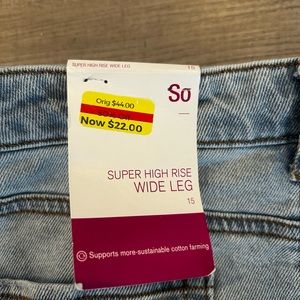 SUPER HIGH RISE WIDE LEG 15
Orig $44.00
Now $22.00
SO
SUPER HIGH RISE
WIDE LEG
15
Supports more-sustainable cotton farming